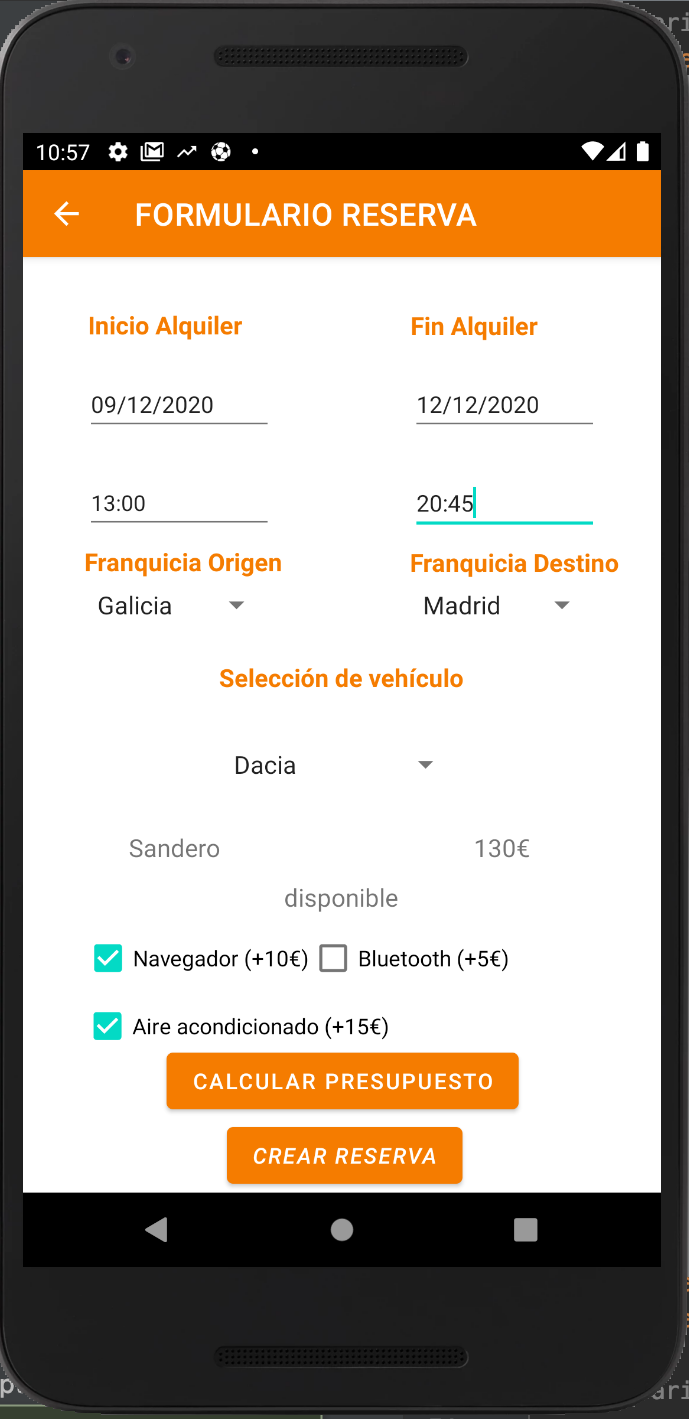 10:57
FORMULARIO RESERVA
Inicio Alquiler Fin Alquiler
09/12/2020 12/12/2020
13:00 20:45
Franquicia Origen Franquicia Destino
Galicia Madrid
Selección de vehículo
Dacia
Sandero 130€
disponible
Navegador (+10€) Bluetooth (+5€)
Aire acondicionado (+15€)
CALCULAR PRESUPUESTO
CREAR RESERVA